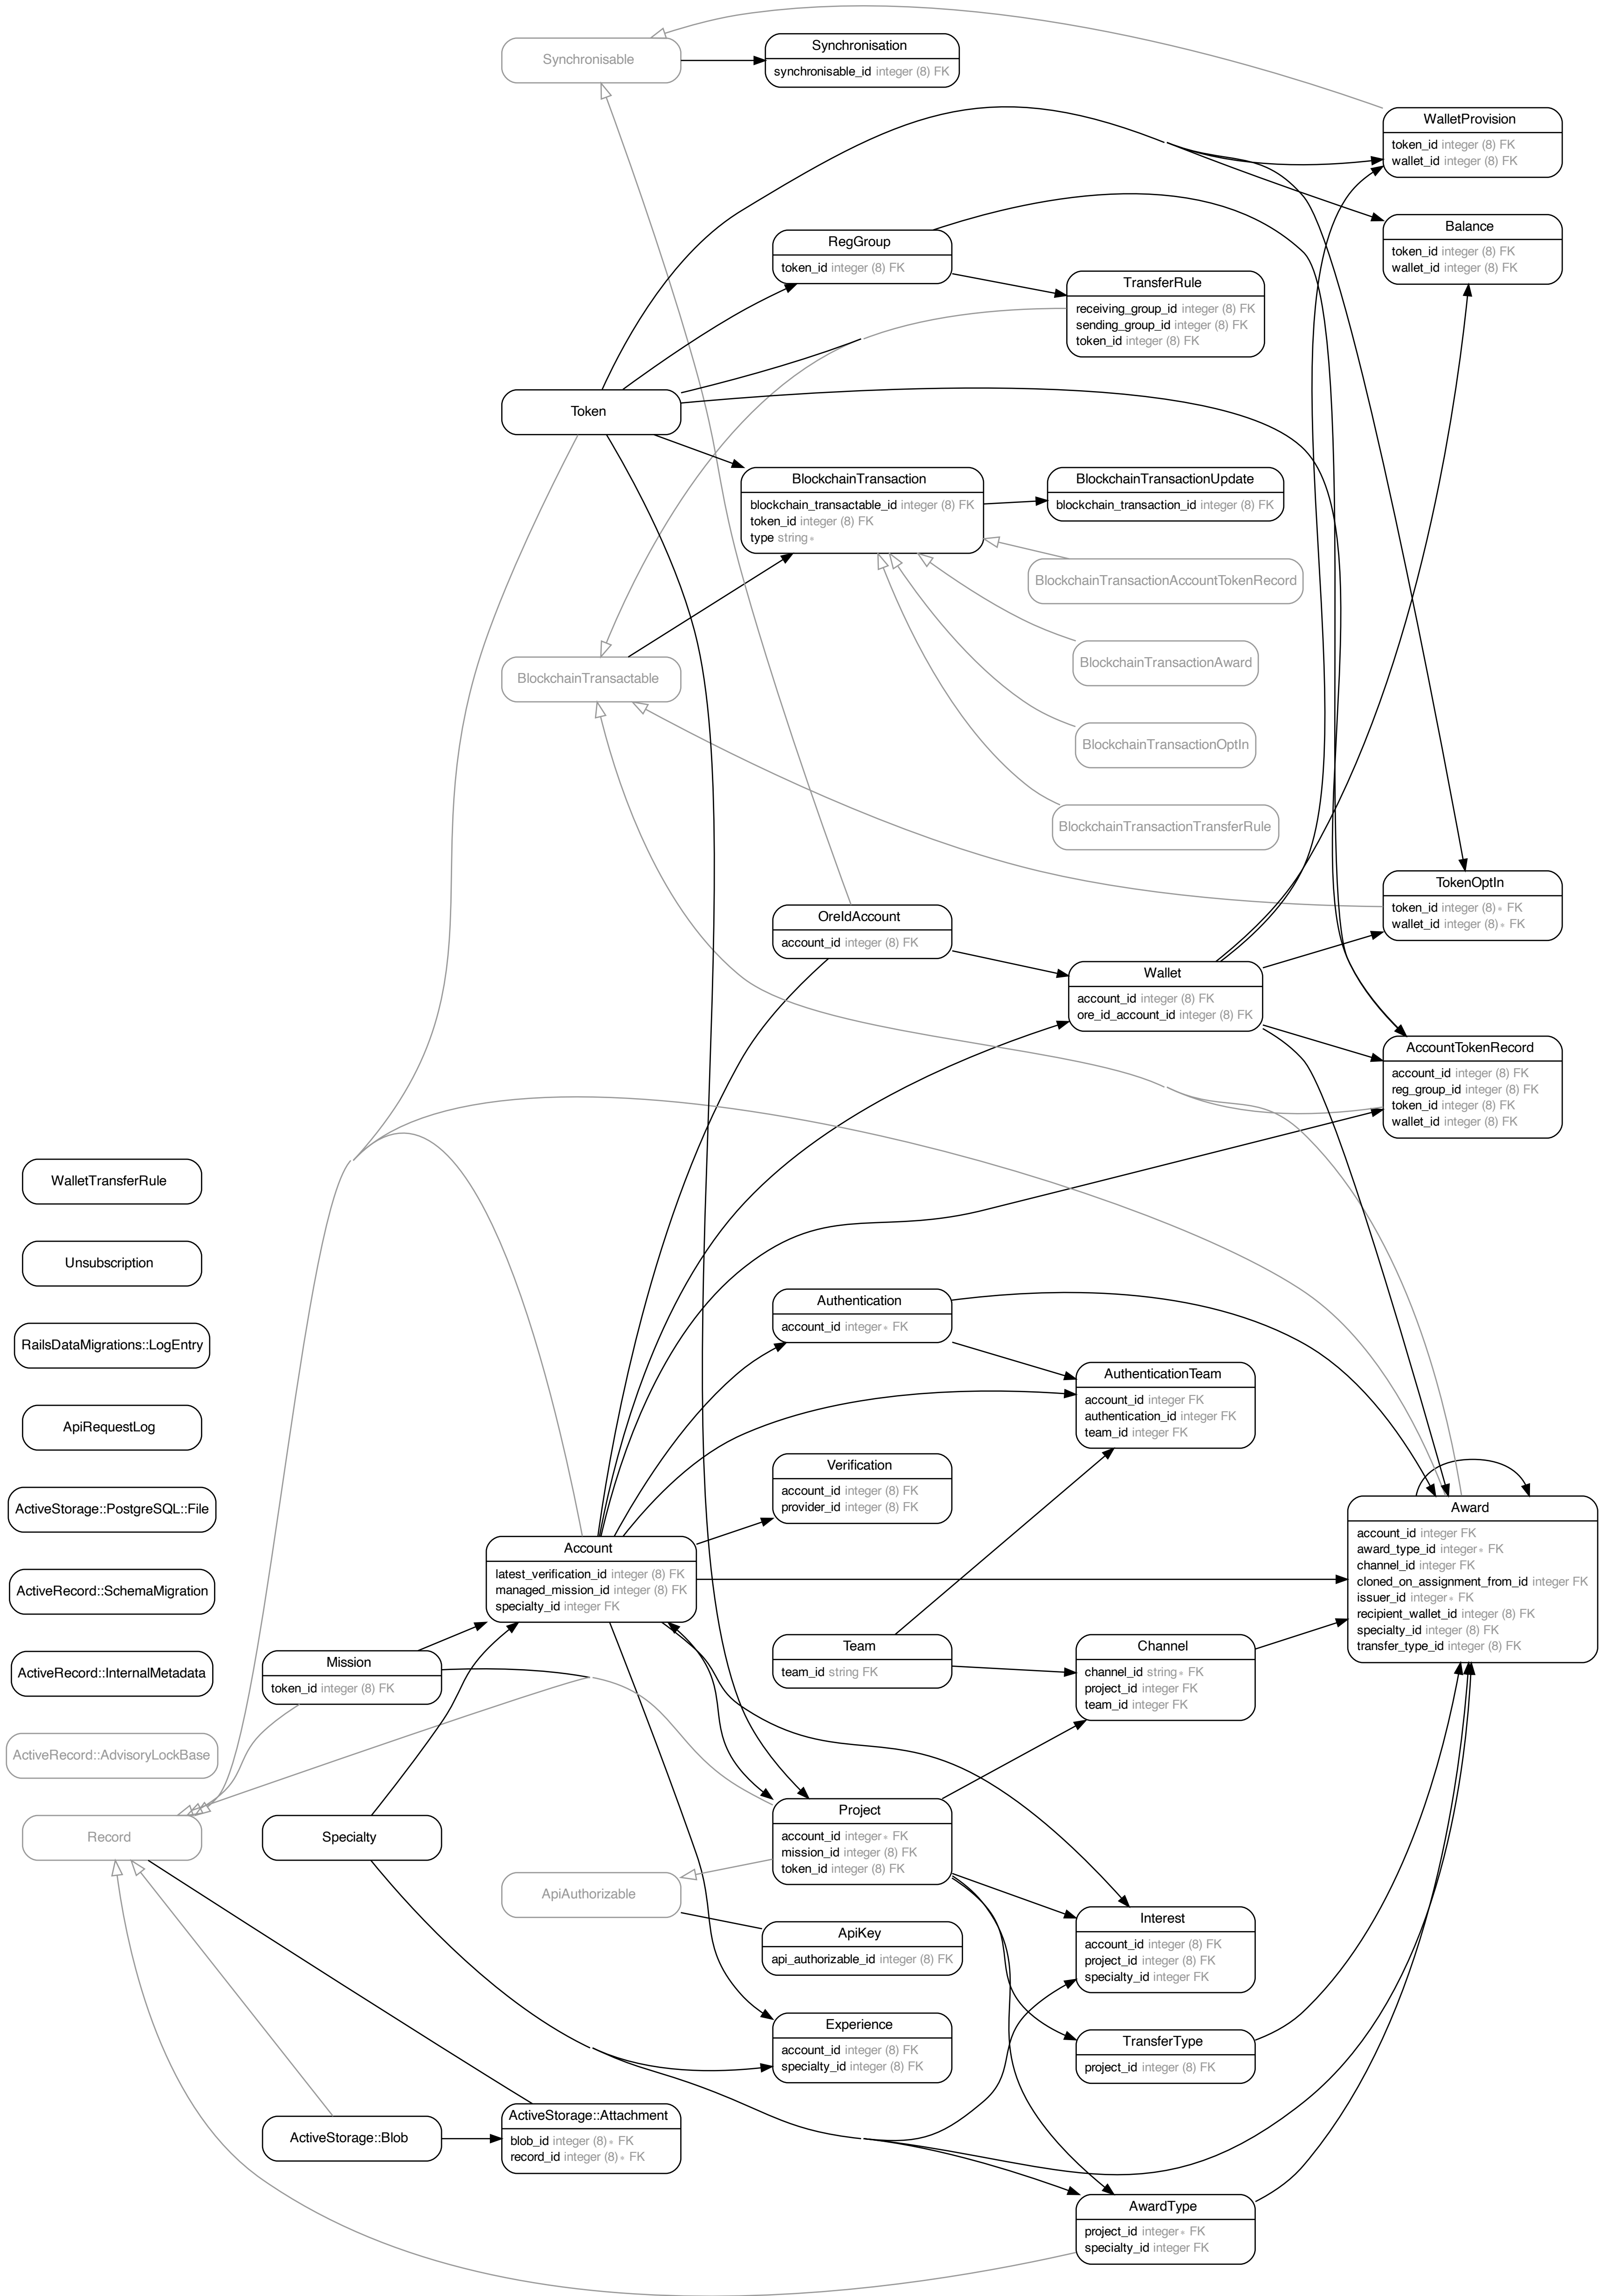 Synchronisable
Synchronisation
synchronisable_id integer (8) FK
WalletProvision
token_id integer (8) FK
wallet_id integer (8) FK
Balance
token_id integer (8) FK
wallet_id integer (8) FK
RegGroup
token_id integer (8) FK
TransferRule
receiving_group_id integer (8) FK
sending_group_id integer (8) FK
token_id integer (8) FK
Token
BlockchainTransaction
blockchain_transactable_id integer (8) FK
token_id integer (8) FK
type string∗
BlockchainTransactionUpdate
blockchain_transaction_id integer (8) FK
BlockchainTransactionAccountTokenRecord
BlockchainTransactionAward
BlockchainTransactable
BlockchainTransactionOptIn
BlockchainTransactionTransferRule
TokenOptIn
token_id integer (8)∗ FK
wallet_id integer (8)∗ FK
OreIdAccount
account_id integer (8) FK
Wallet
account_id integer (8) FK
ore_id_account_id integer (8) FK
AccountTokenRecord
account_id integer (8) FK
reg_group_id integer (8) FK
token_id integer (8) FK
wallet_id integer (8) FK
WalletTransferRule
Unsubscription
RailsDataMigrations::LogEntry
ApiRequestLog
ActiveStorage::PostgreSQL::File
ActiveRecord::SchemaMigration
ActiveRecord::InternalMetadata
ActiveRecord::AdvisoryLockBase
Record
Authentication
account_id integer∗ FK
AuthenticationTeam
account_id integer FK
authentication_id integer FK
team_id integer FK
Verification
account_id integer (8) FK
provider_id integer (8) FK
Account
latest_verification_id integer (8) FK
managed_mission_id integer (8) FK
specialty_id integer FK
Award
account_id integer FK
award_type_id integer∗ FK
channel_id integer FK
cloned_on_assignment_from_id integer FK
issuer_id integer∗ FK
recipient_wallet_id integer (8) FK
specialty_id integer (8) FK
transfer_type_id integer (8) FK
Mission
token_id integer (8) FK
Team
team_id string FK
Channel
channel_id string∗ FK
project_id integer FK
team_id integer FK
Specialty
Project
account_id integer∗ FK
mission_id integer (8) FK
token_id integer (8) FK
ApiAuthorizable
ApiKey
api_authorizable_id integer (8) FK
Interest
account_id integer (8) FK
project_id integer (8) FK
specialty_id integer FK
Experience
account_id integer (8) FK
specialty_id integer (8) FK
TransferType
project_id integer (8) FK
ActiveStorage::Blob
ActiveStorage::Attachment
blob_id integer (8)∗ FK
record_id integer (8)∗ FK
AwardType
project_id integer∗ FK
specialty_id integer FK